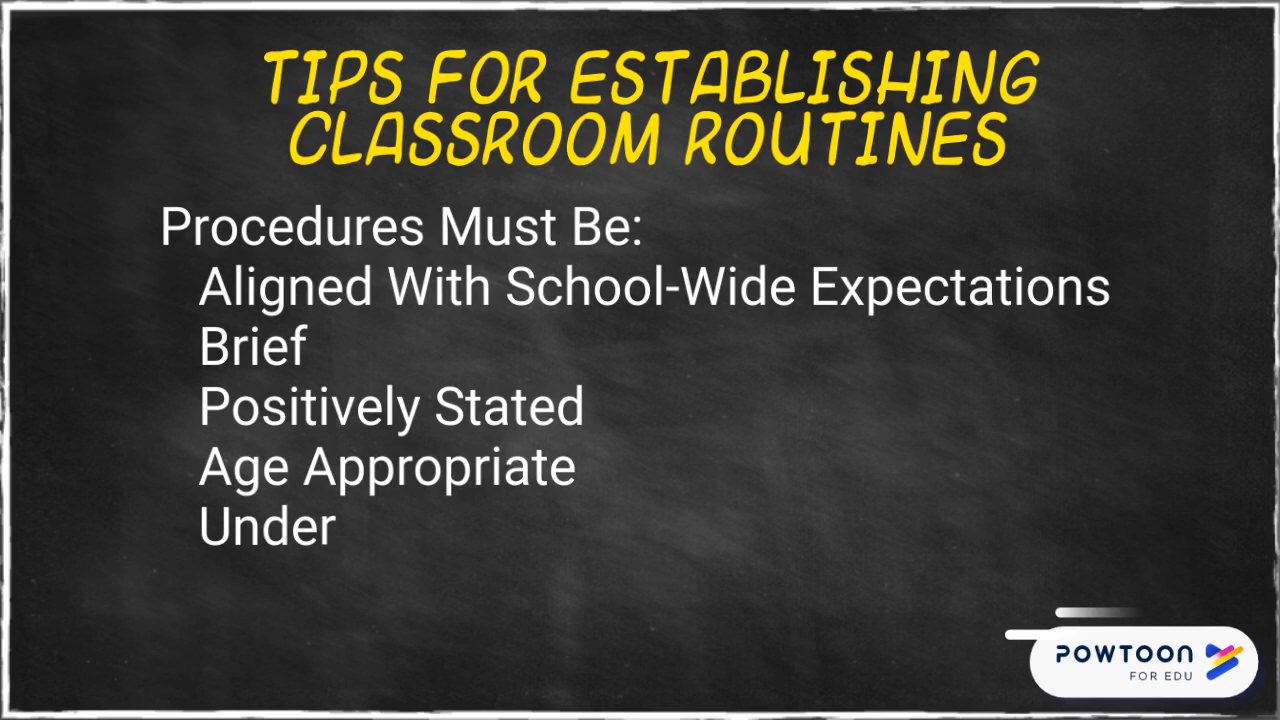 TIPS FOR ESTABLISHING
CLASSROOM ROUTINES
Procedures Must Be:
Aligned With School-Wide Expectations
Brief
Positively Stated
Age Appropriate
Under
POWTOON
FOR EDU